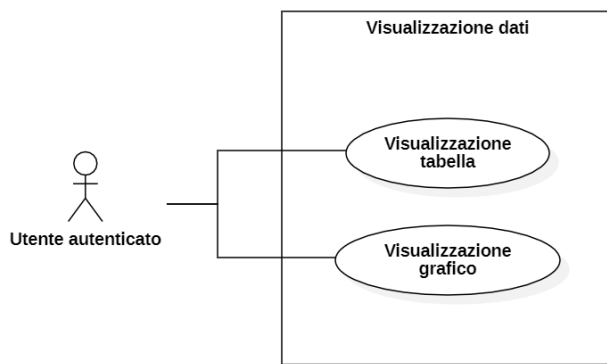 Visualizzazione dati
Visualizzazione
tabella
Utente autenticato
Visualizzazione
grafico